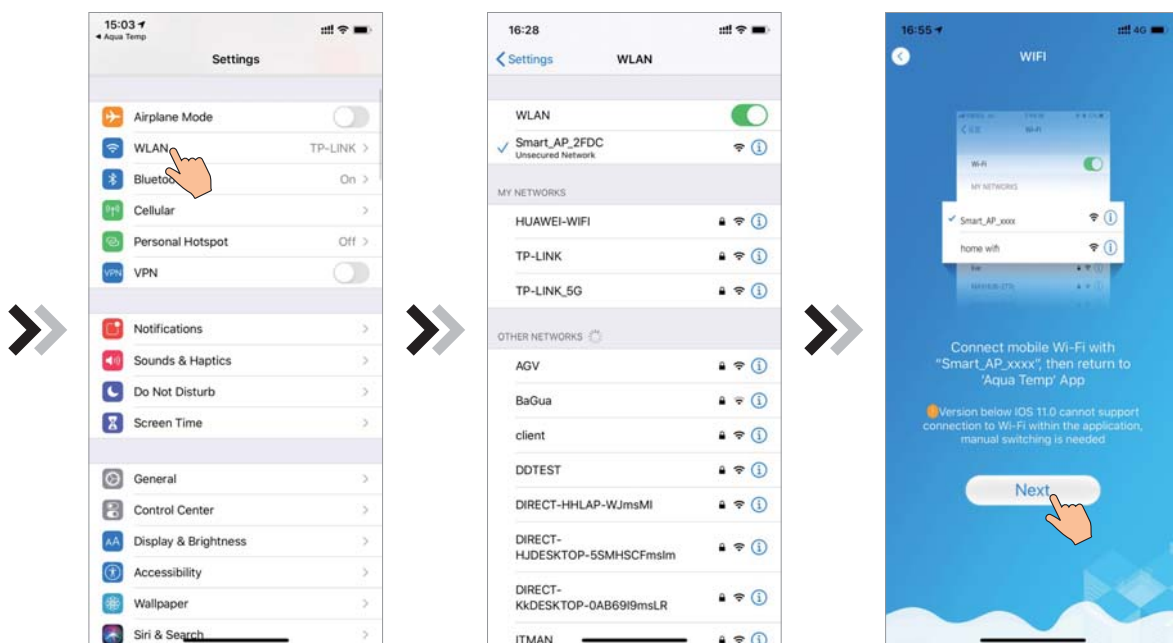 15:03
Aqua Temp
Settings
Airplane Mode
WLAN TP-LINK
Bluetoo On
Cellular
Personal Hotspot Off
VPN VPN
Notifications
Sounds & Haptics
Do Not Disturb
Screen Time
General
Control Center
AA Display & Brightness
Accessibility
Wallpaper
Siri & Search
16:28
Settings WLAN
WLAN
Smart_AP_2FDC
Unsecured Network
MY NETWORKS
HUAWEI-WIFI
TP-LINK
TP-LINK_5G
OTHER NETWORKS
AGV
BaGua
client
DDTEST
DIRECT-HHLAP-WJmsMI
DIRECT-
HJDESKTOP-5SMHSCFmslm
DIRECT-
KkDESKTOP-0AB69I9msLR
ITMAN
16:55 4G
WIFI
Wi-Fi
Wi-Fi
MY NETWORKS
Smart_AP_xxxx
home wifi
Connect mobile Wi-Fi with
"Smart_AP_xxxx", then return to
'Aqua Temp' App
Version below IOS 11.0 cannot support
connection to Wi-Fi within the application,
manual switching is needed
Next